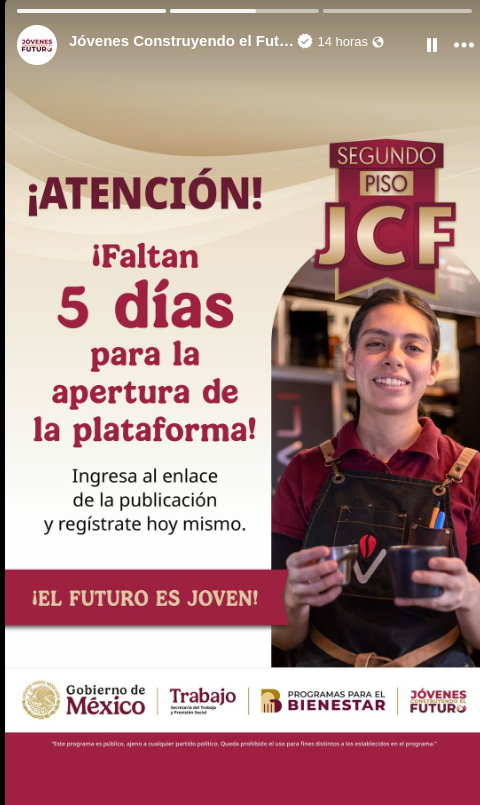 JÓVENES
CONSTRUYENDO EL
FUTURO
Jóvenes Construyendo el Fut... 14 horas
SEGUNDO
PISO
JCF
¡ATENCIÓN!
¡Faltan
5 días
para la
apertura de
la plataforma!
Ingresa al enlace
de la publicación
y regístrate hoy mismo.
¡EL FUTURO ES JOVEN!
Gobierno de
México
Trabajo
Secretaría del Trabajo
y Previsión Social
PROGRAMAS PARA EL
BIENESTAR
JÓVENES
CONSTRUYENDO EL
FUTURO
"Este programa es público, ajeno a cualquier partido político. Queda prohibido el uso para fines distintos a los establecidos en el programa."